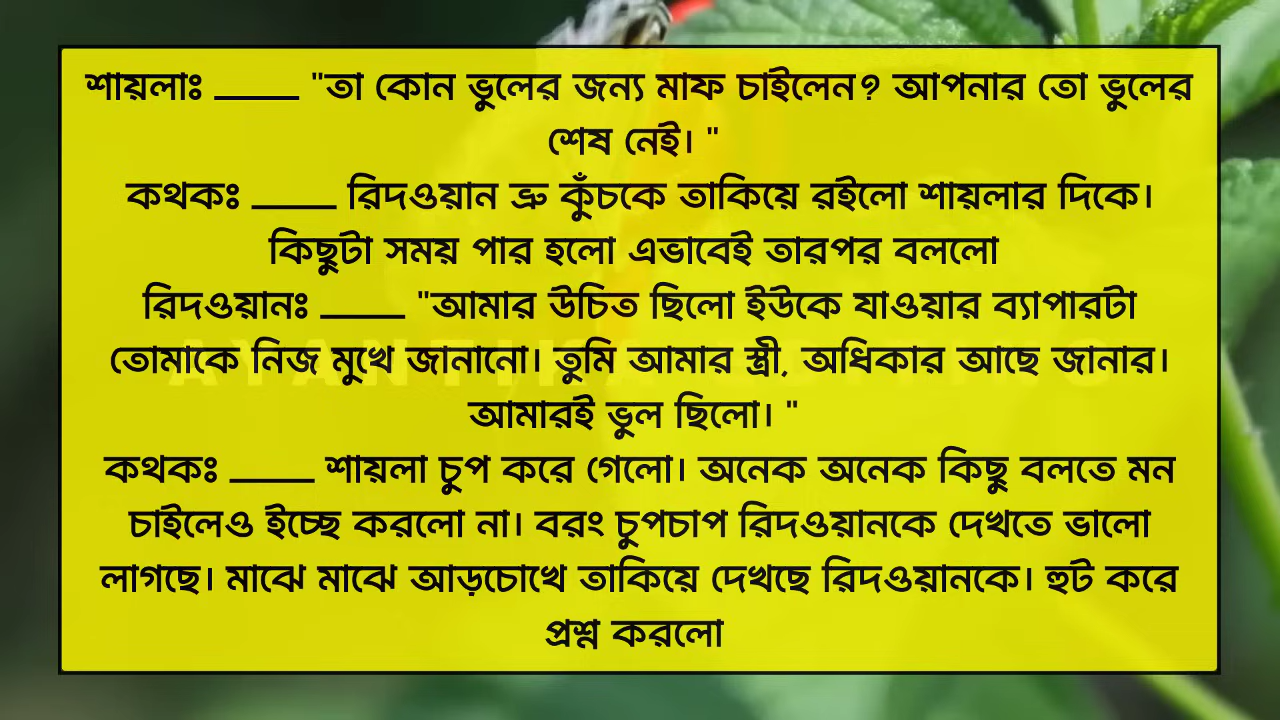 শায়লাঃ ____ "তা কোন ভুলের জন্য মাফ চাইলেন? আপনার তো ভুলের
শেষ নেই। "
কথকঃ ____ রিদওয়ান ভ্রু কুঁচকে তাকিয়ে রইলো শায়লার দিকে।
কিছুটা সময় পার হলো এভাবেই তারপর বললো
রিদওয়ানঃ ____ "আমার উচিত ছিলো ইউকে যাওয়ার ব্যাপারটা
তোমাকে নিজ মুখে জানানো। তুমি আমার স্ত্রী, অধিকার আছে জানার।
আমারই ভুল ছিলো। "
কথকঃ ____ শায়লা চুপ করে গেলো। অনেক অনেক কিছু বলতে মন
চাইলেও ইচ্ছে করলো না। বরং চুপচাপ রিদওয়ানকে দেখতে ভালো
লাগছে। মাঝে মাঝে আড়চোখে তাকিয়ে দেখছে রিদওয়ানকে। হুট করে
প্রশ্ন করলো